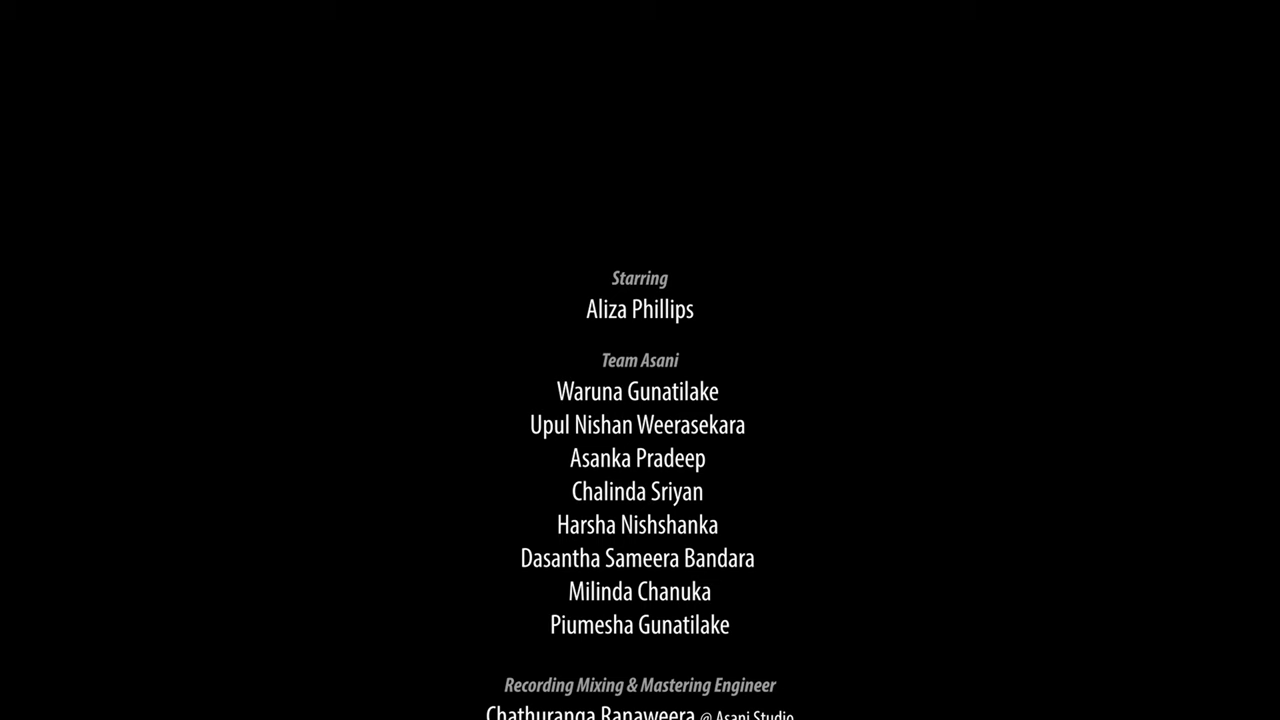 Starring
Aliza Phillips
Team Asani
Waruna Gunatilake
Upul Nishan Weerasekara
Asanka Pradeep
Chalinda Sriyan
Harsha Nishshanka
Dasantha Sameera Bandara
Milinda Chanuka
Piumesha Gunatilake
Recording Mixing & Mastering Engineer
Chathuranga Ranaweera @ Asani Studio